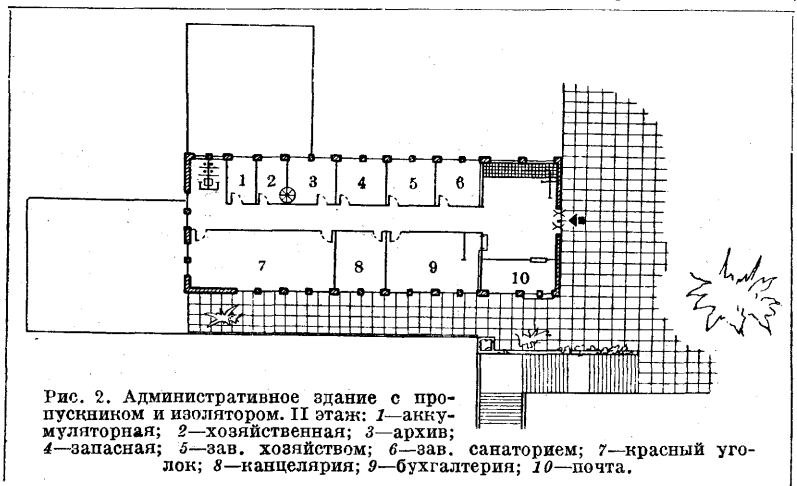 1 2 3 4 5 6
7 8 9 10
Рис. 2. Административное здание с про-
пускником и изолятором. II этаж: 1—акку-
муляторная; 2—хозяйственная; 3—архив;
4—запасная; 5—зав. хозяйством; 6—зав. санаторием; 7—красный уго-
лок; 8—канцелярия; 9—бухгалтерия; 10—почта.